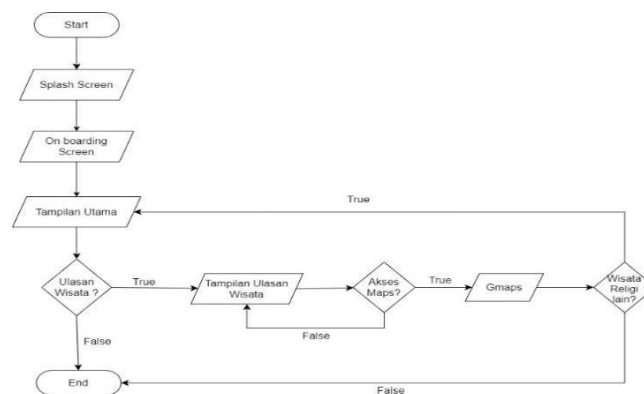 Start
Splash Screen
On boarding
Screen
Tampilan Utama
True
Ulasan
Wisata ?
True
Tampilan Ulasan
Wisata
Akses
Maps?
True
Gmaps
Wisata
Religi
lain?
False
False
End
False